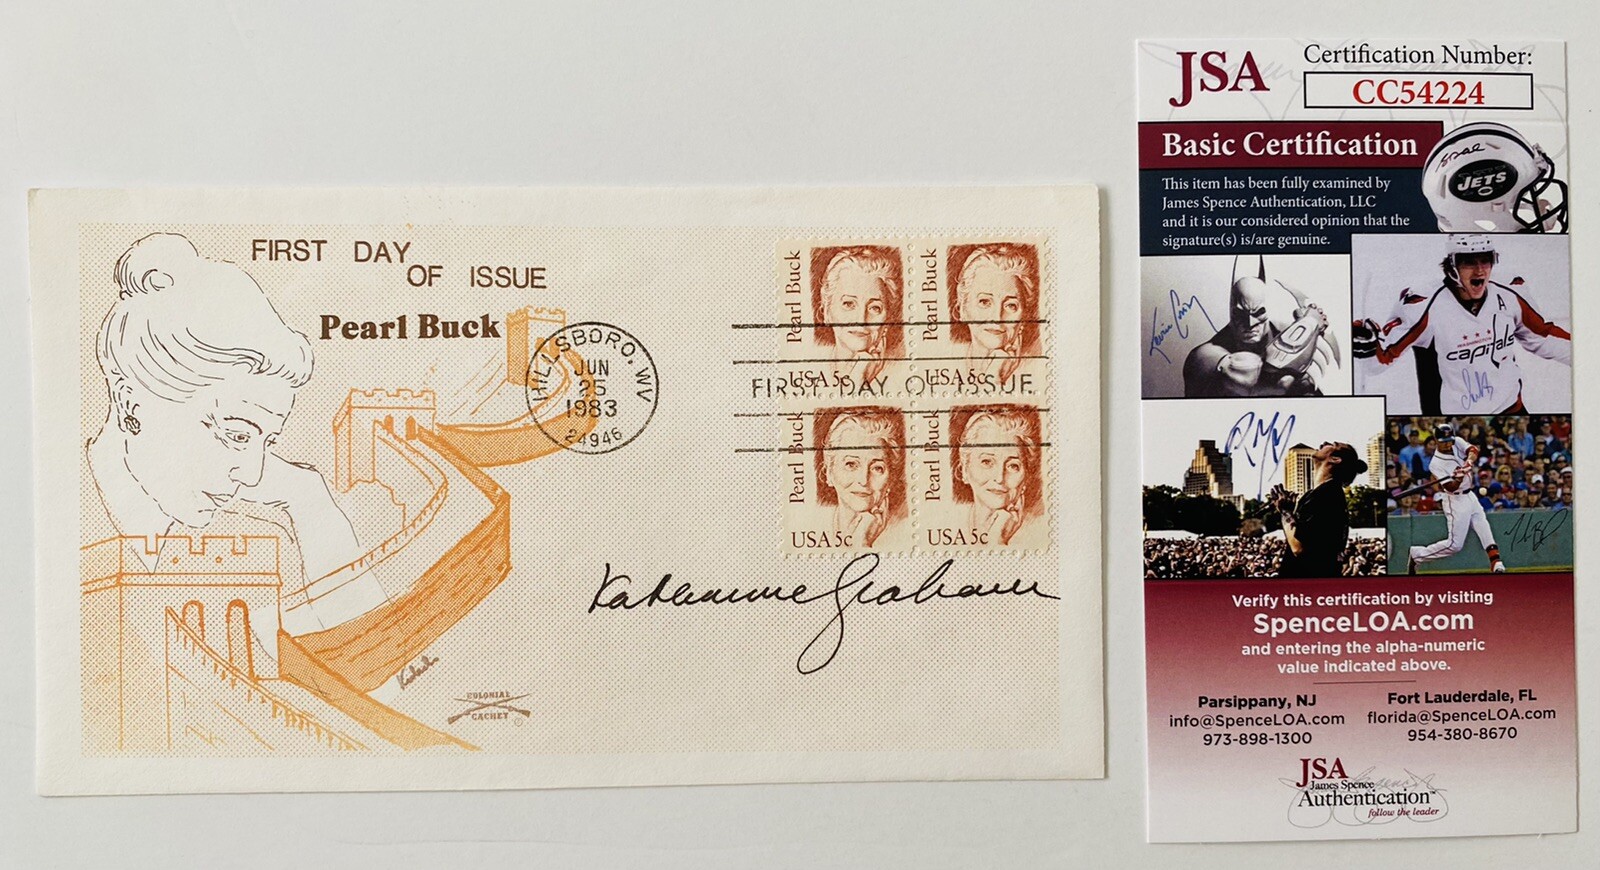 FIRST DAY
OF ISSUE
Pearl Buck
HILLSBORO, WV
JUN
25
1983
24946
Pearl Buck
USA 5c
Pearl Buck
USA 5c
FIRST DAY OF ISSUE
Pearl Buck
USA 5c
Pearl Buck
USA 5c
Katharine Graham
COLONIAL
CACHET
©
JSA
Certification Number:
CC54224
Basic Certification
This item has been fully examined by
James Spence Authentication, LLC
and it is our considered opinion that the
signature(s) is/are genuine.
JETS
A
capitals
Verify this certification by visiting
SpenceLOA.com
and entering the alpha-numeric
value indicated above.
Parsippany, NJ
info@SpenceLOA.com
973-898-1300
Fort Lauderdale, FL
florida@SpenceLOA.com
954-380-8670
JSA
James Spence
Authentication™
follow the leader